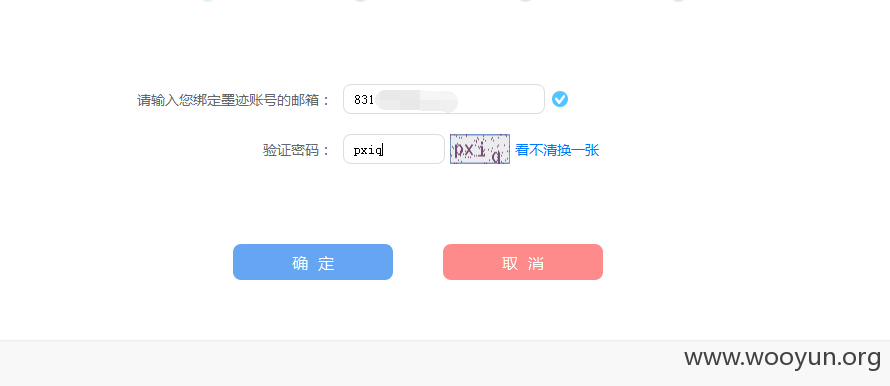 请输入您绑定墨迹账号的邮箱： 831
验证密码： pxiq pxiq 看不清换一张
确 定 取 消
www.wooyun.org